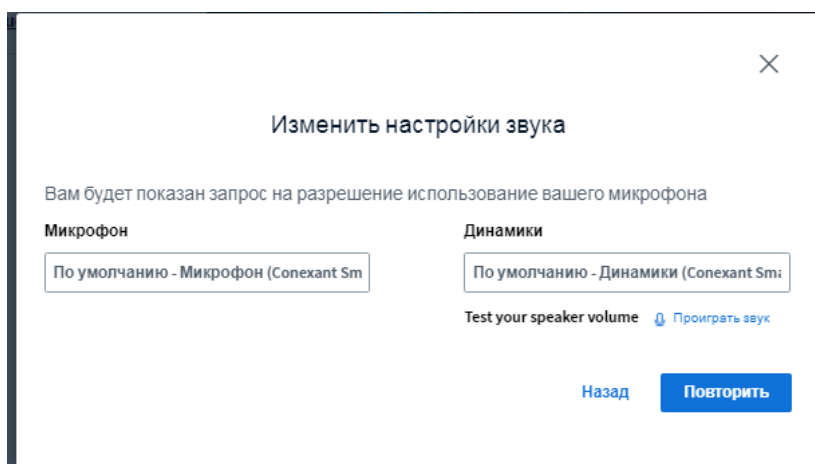 Изменить настройки звука
Вам будет показан запрос на разрешение использование вашего микрофона
Микрофон
Динамики
По умолчанию - Микрофон (Conexant Sm
По умолчанию - Динамики (Conexant Sma
Test your speaker volume Проиграть звук
Назад Повторить